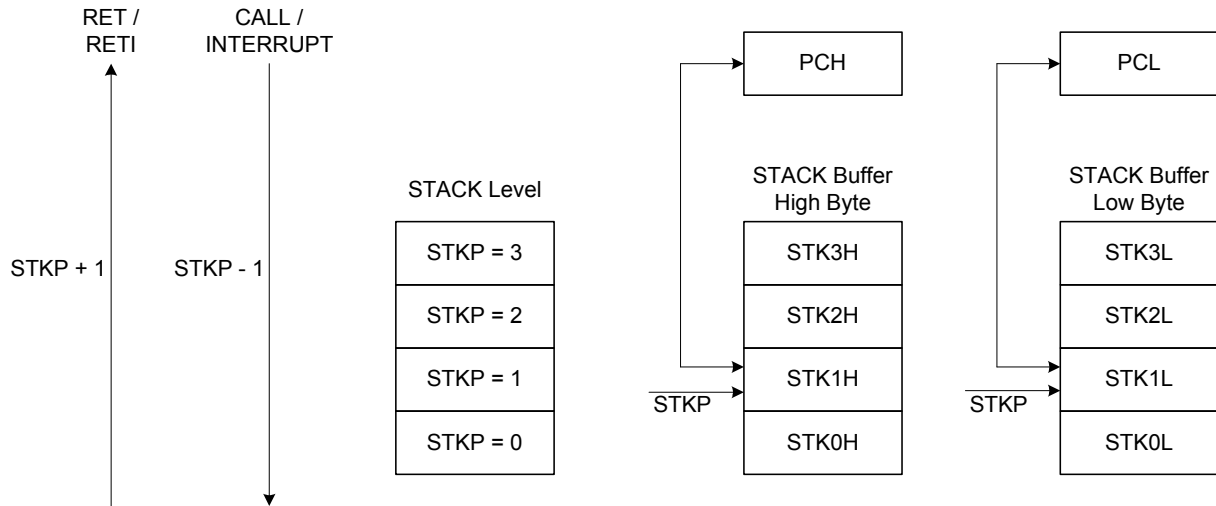 RET /
RETI
CALL /
INTERRUPT
STKP + 1
STKP - 1
STACK Level
STKP = 3
STKP = 2
STKP = 1
STKP = 0
PCH
STACK Buffer
High Byte
STK3H
STK2H
STK1H
STK0H
STKP
PCL
STACK Buffer
Low Byte
STK3L
STK2L
STK1L
STK0L
STKP